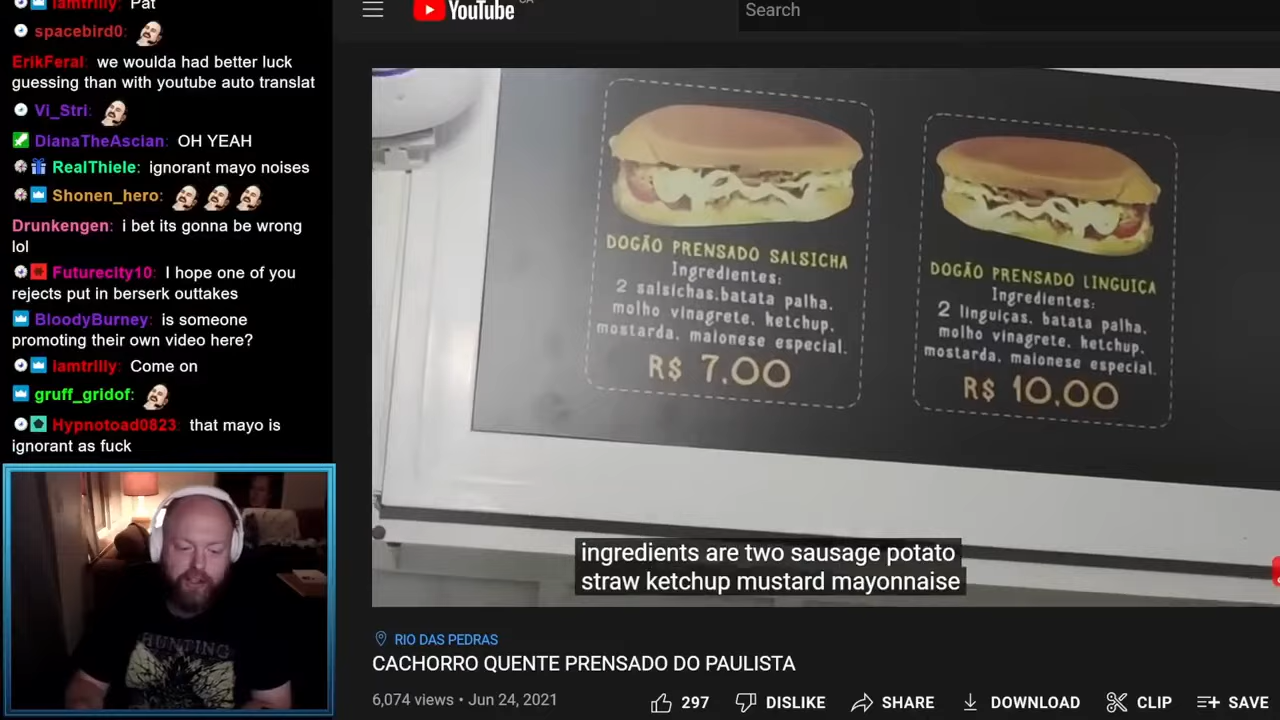 Iamtrilly: Pat
spacebird0:
ErikFeral: we woulda had better luck
guessing than with youtube auto translat
Vi_Stri:
DianaTheAscian: OH YEAH
RealThiele: ignorant mayo noises
Shonen_hero:
Drunkengen: i bet its gonna be wrong
lol
Futurecity10: I hope one of you
rejects put in berserk outtakes
BloodyBurney: is someone
promoting their own video here?
Iamtrilly: Come on
gruff_gridof:
Hypnotoad0823: that mayo is
ignorant as fuck
HUNTING
YouTube CA
Search
DOGÃO PRENSADO SALSICHA
Ingredientes:
2 salsichas,batata palha,
molho vinagrete, ketchup,
mostarda, maionese especial.
R$ 7.00
DOGÃO PRENSADO LINGUIÇA
Ingredientes:
2 linguiças, batata palha,
molho vinagrete, ketchup,
mostarda, maionese especial.
R$ 10.00
ingredients are two sausage potato
straw ketchup mustard mayonnaise
RIO DAS PEDRAS
CACHORRO QUENTE PRENSADO DO PAULISTA
6,074 views • Jun 24, 2021
297 DISLIKE SHARE DOWNLOAD CLIP SAVE